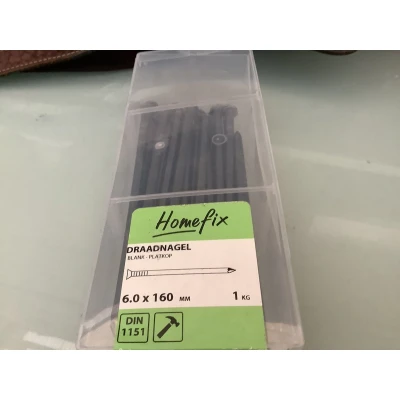 Homefix
DRAADNAGEL
BLANK - PLATKOP
6.0 x 160 MM 1 KG
DIN
1151